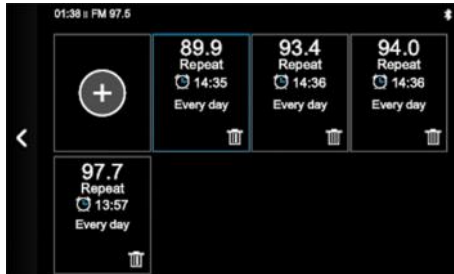 01:38 || FM 97.5
89.9
Repeat
14:35
Every day
93.4
Repeat
14:36
Every day
94.0
Repeat
14:36
Every day
97.7
Repeat
13:57
Every day